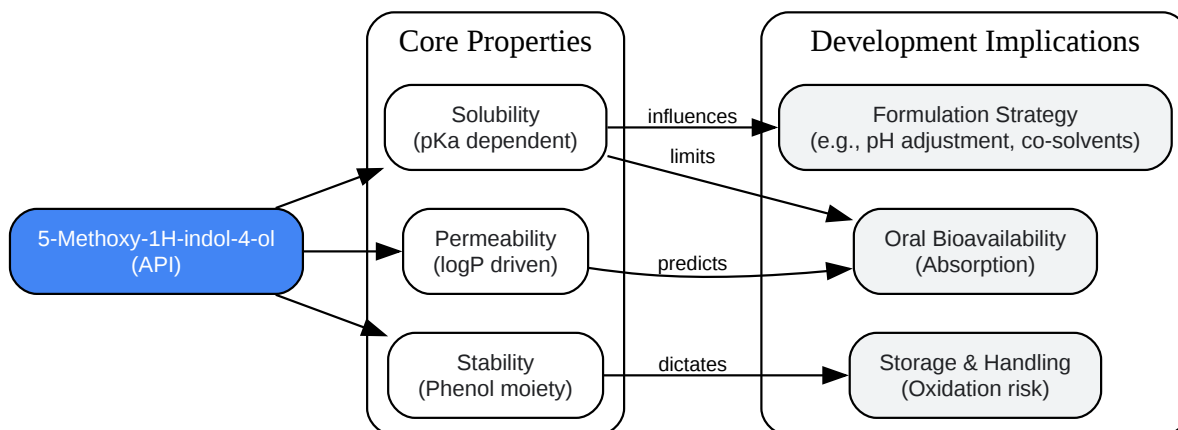 Core Properties
Development Implications
Solubility
(pKa dependent)
influences
Formulation Strategy
(e.g., pH adjustment, co-solvents)
limits
5-Methoxy-1H-indol-4-ol
(API)
Permeability
(logP driven)
predicts
Oral Bioavailability
(Absorption)
Stability
(Phenol moiety)
dictates
Storage & Handling
(Oxidation risk)